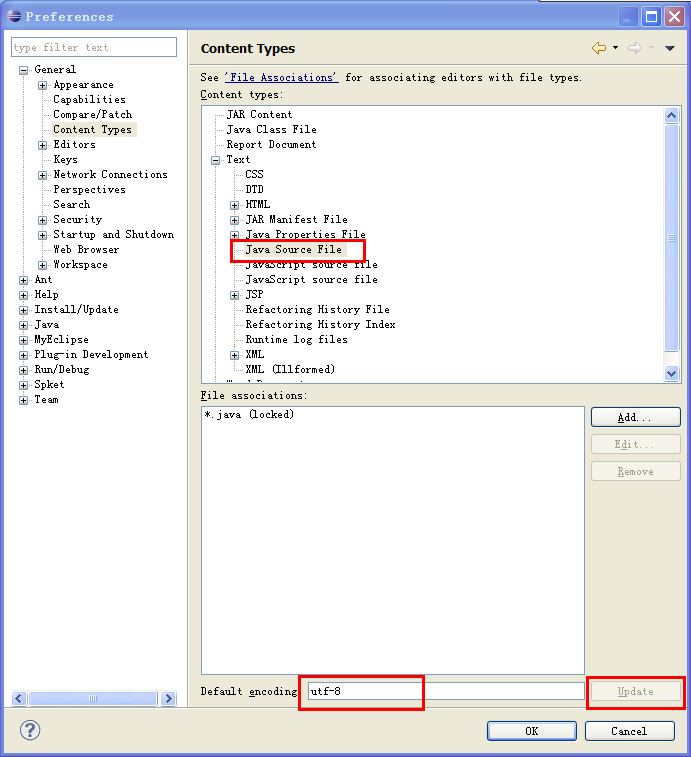 Preferences
type filter text
General
Appearance
Capabilities
Compare/Patch
Content Types
Editors
Keys
Network Connections
Perspectives
Search
Security
Startup and Shutdown
Web Browser
Workspace
Ant
Help
Install/Update
Java
MyEclipse
Plug-in Development
Run/Debug
Spket
Team
Content Types
See 'File Associations' for associating editors with file types.
Content types:
JAR Content
Java Class File
Report Document
Text
CSS
DTD
HTML
JAR Manifest File
Java Properties File
Java Source File
JavaScript source file
JavaScript source file
JSP
Refactoring History File
Refactoring History Index
Runtime log files
XML
XML (Illformed)
File associations:
*.java (locked)
Add...
Edit...
Remove
Default encoding
utf-8
Update
OK
Cancel